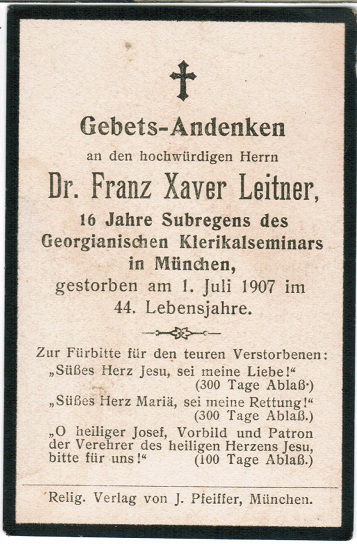 Gebets-Andenken
an den hochwürdigen Herrn
Dr. Franz Xaver Leitner,
16 Jahre Subregens des
Georgianischen Klerikalseminars
in München,
gestorben am 1. Juli 1907 im
44. Lebensjahre.
Zur Fürbitte für den teuren Verstorbenen:
„Süßes Herz Jesu, sei meine Liebe!“
(300 Tage Ablaß.)
„Süßes Herz Mariä, sei meine Rettung!“
(300 Tage Ablaß.)
„O heiliger Josef, Vorbild und Patron
der Verehrer des heiligen Herzens Jesu,
bitte für uns!“ (100 Tage Ablaß.)
Relig. Verlag von J. Pfeiffer, München.